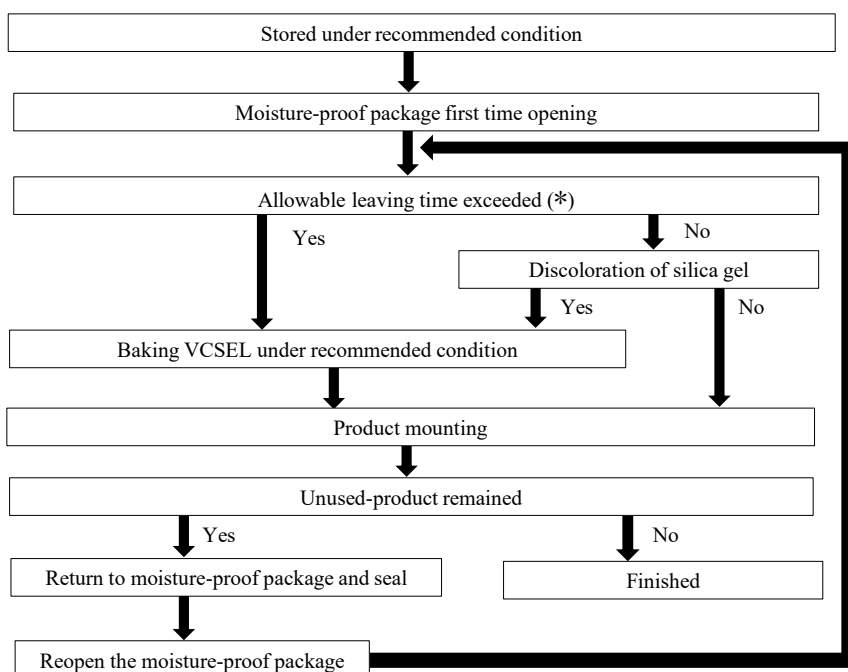 Stored under recommended condition
Moisture-proof package first time opening
Allowable leaving time exceeded (*)
Yes
No
Discoloration of silica gel
Yes
No
Baking VCSEL under recommended condition
Product mounting
Unused-product remained
Yes
No
Return to moisture-proof package and seal
Finished
Reopen the moisture-proof package